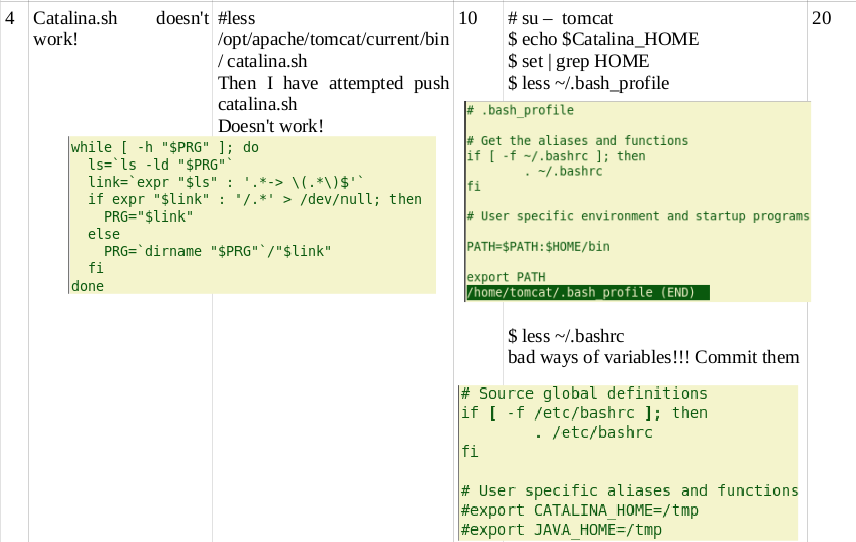 4
Catalina.sh doesn't
work!
#less
/opt/apache/tomcat/current/bin
/ catalina.sh
Then I have attempted push
catalina.sh
Doesn't work!
while [ -h "$PRG" ]; do
  ls=`ls -ld "$PRG"`
  link=`expr "$ls" : '.*-> \(.*\)$'`
  if expr "$link" : '/.*' > /dev/null; then
    PRG="$link"
  else
    PRG=`dirname "$PRG"`/"$link"
  fi
done
10
# su – tomcat
$ echo $Catalina_HOME
$ set | grep HOME
$ less ~/.bash_profile
# .bash_profile
# Get the aliases and functions
if [ -f ~/.bashrc ]; then
        . ~/.bashrc
fi
# User specific environment and startup programs
PATH=$PATH:$HOME/bin
export PATH
/home/tomcat/.bash_profile (END)
$ less ~/.bashrc
bad ways of variables!!! Commit them
# Source global definitions
if [ -f /etc/bashrc ]; then
        . /etc/bashrc
fi
# User specific aliases and functions
#export CATALINA_HOME=/tmp
#export JAVA_HOME=/tmp
20